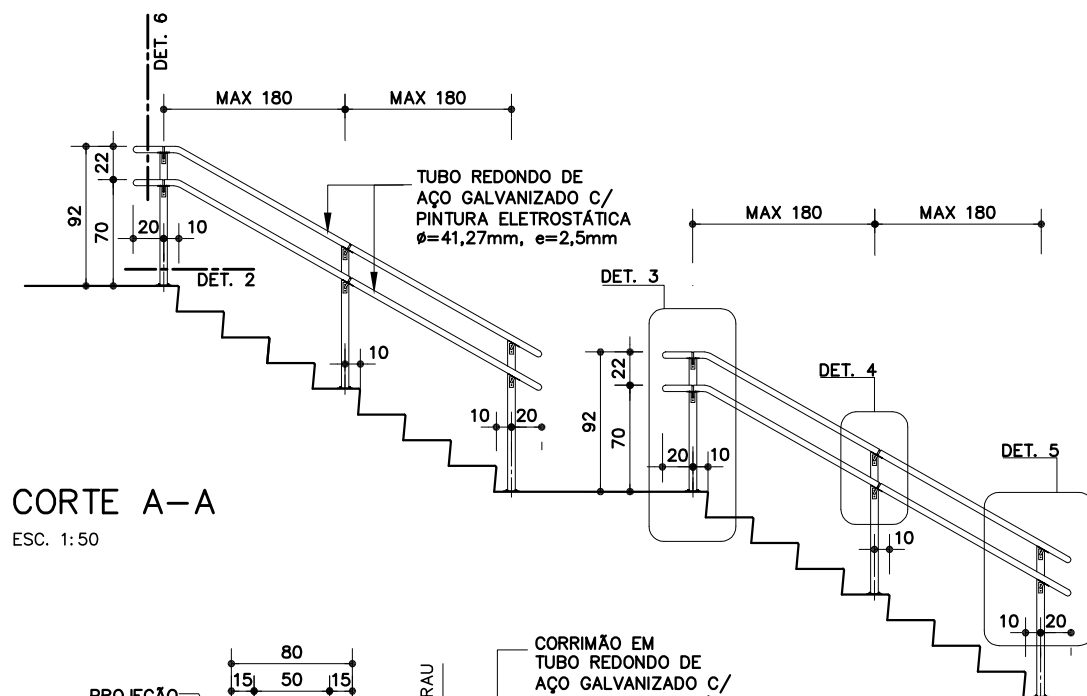 DET. 6
MAX 180
MAX 180
22
92
70
20
10
DET. 2
TUBO REDONDO DE
AÇO GALVANIZADO C/
PINTURA ELETROSTÁTICA
ø=41,27mm, e=2,5mm
10
10
20
MAX 180
MAX 180
DET. 3
22
92
70
20
10
DET. 4
10
DET. 5
10
20
CORTE A-A
ESC. 1:50
80
15
50
15
PROJEÇÃO
CORRIMÃO EM
TUBO REDONDO DE
AÇO GALVANIZADO C/